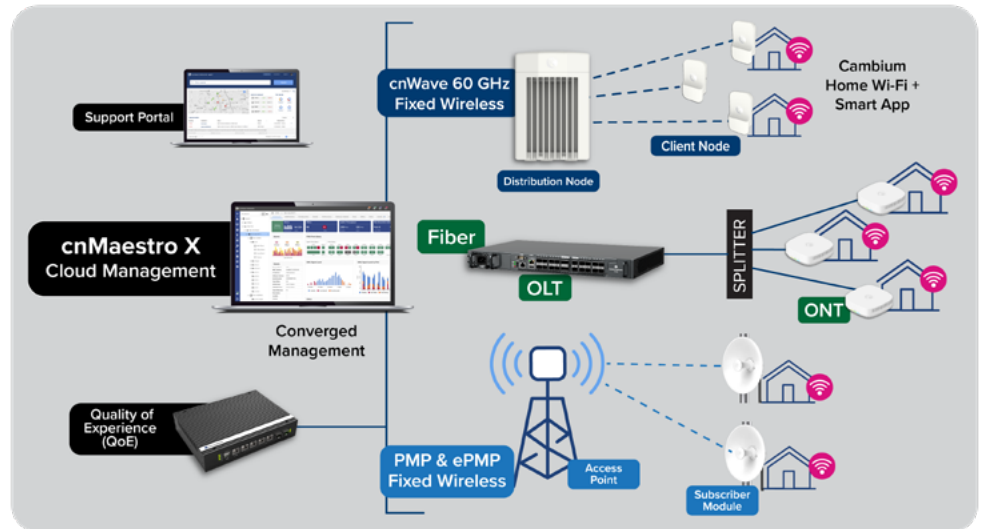 Support Portal
cnMaestro X
Cloud Management
Converged
Management
Quality of
Experience
(QoE)
cnWave 60 GHz
Fixed Wireless
Distribution Node
Client Node
Cambium
Home Wi-Fi +
Smart App
Fiber
OLT
SPLITTER
ONT
PMP & ePMP
Fixed Wireless
Access
Point
Subscriber
Module